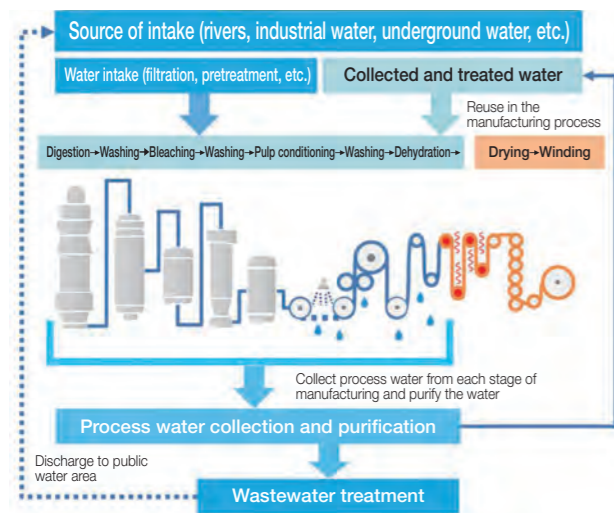 Source of intake (rivers, industrial water, underground water, etc.)
Water intake (filtration, pretreatment, etc.)
Collected and treated water
Reuse in the
manufacturing process
Digestion→Washing→Bleaching→Washing→Pulp conditioning→Washing→Dehydration→
Drying→Winding
Collect process water from each stage of
manufacturing and purify the water
Process water collection and purification
Discharge to public
water area
Wastewater treatment